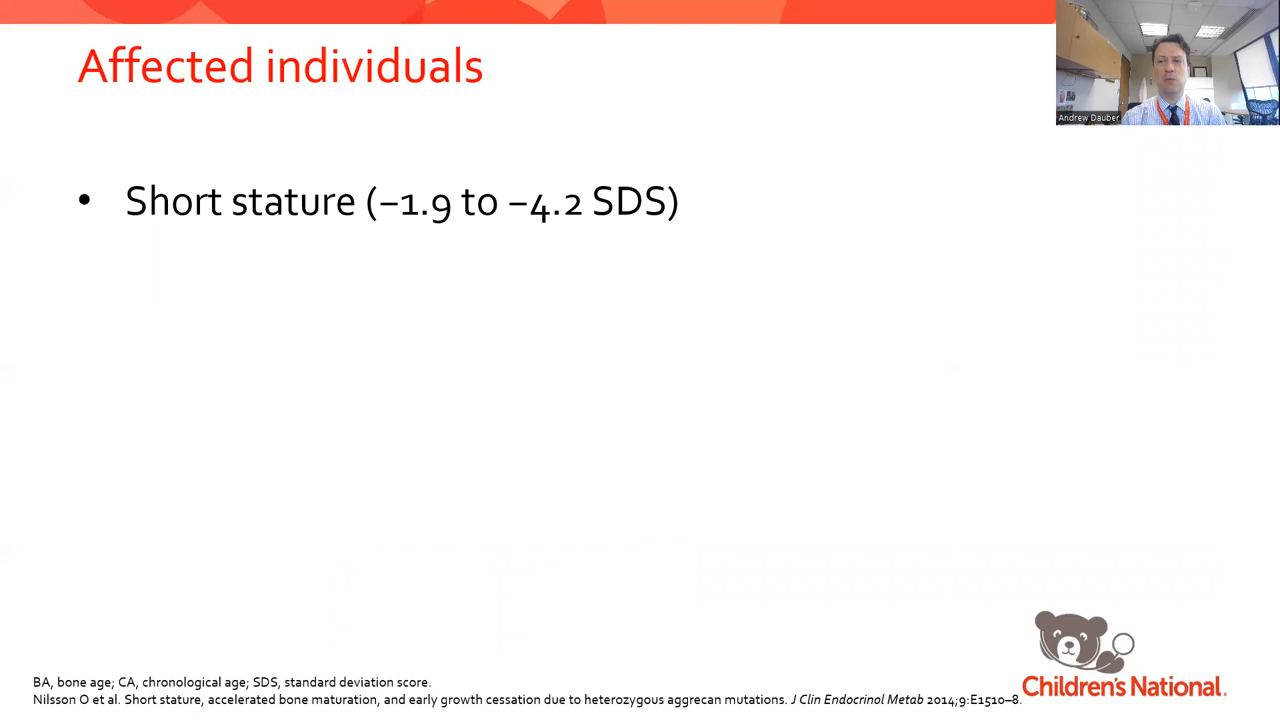 Affected individuals
Andrew Dauber
• Short stature (−1.9 to −4.2 SDS)
BA, bone age; CA, chronological age; SDS, standard deviation score.
Nilsson O et al. Short stature, accelerated bone maturation, and early growth cessation due to heterozygous aggrecan mutations. J Clin Endocrinol Metab 2014;9:E1510–8.
Children's National.